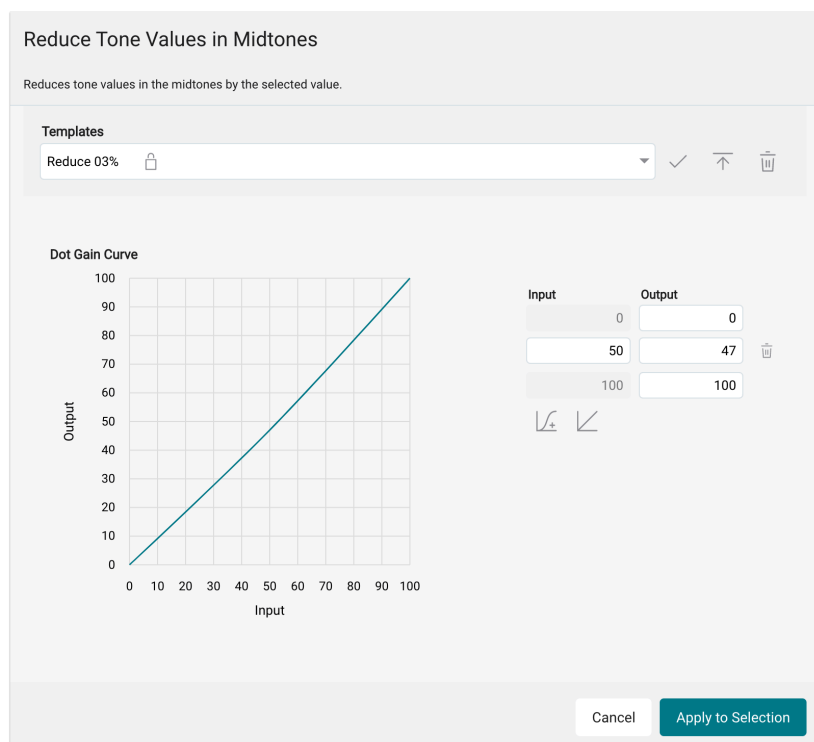 Reduce Tone Values in Midtones
Reduces tone values in the midtones by the selected value.
Templates
Reduce 03%
Dot Gain Curve
100
90
80
70
60
50
40
30
20
10
0
Output
0 10 20 30 40 50 60 70 80 90 100
Input
Input Output
0 0
50 47
100 100
Cancel Apply to Selection